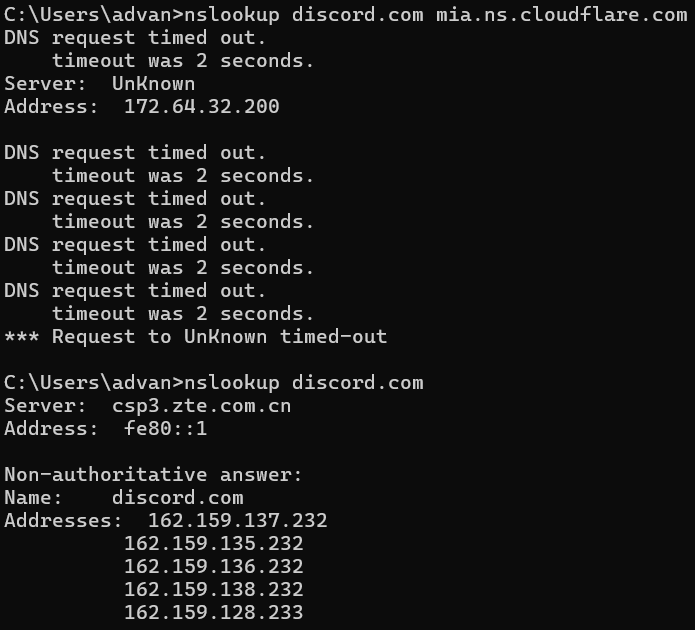 C:\Users\advan>nslookup discord.com mia.ns.cloudflare.com
DNS request timed out.
    timeout was 2 seconds.
Server:  UnKnown
Address:  172.64.32.200

DNS request timed out.
    timeout was 2 seconds.
DNS request timed out.
    timeout was 2 seconds.
DNS request timed out.
    timeout was 2 seconds.
DNS request timed out.
    timeout was 2 seconds.
*** Request to UnKnown timed-out

C:\Users\advan>nslookup discord.com
Server:  csp3.zte.com.cn
Address:  fe80::1

Non-authoritative answer:
Name:    discord.com
Addresses:  162.159.137.232
          162.159.135.232
          162.159.136.232
          162.159.138.232
          162.159.128.233